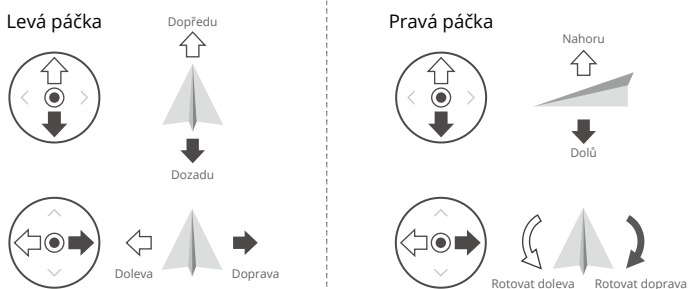 Levá páčka
Dopředu
Dozadu
Doleva
Doprava
Pravá páčka
Nahoru
Dolů
Rotovat doleva
Rotovat doprava